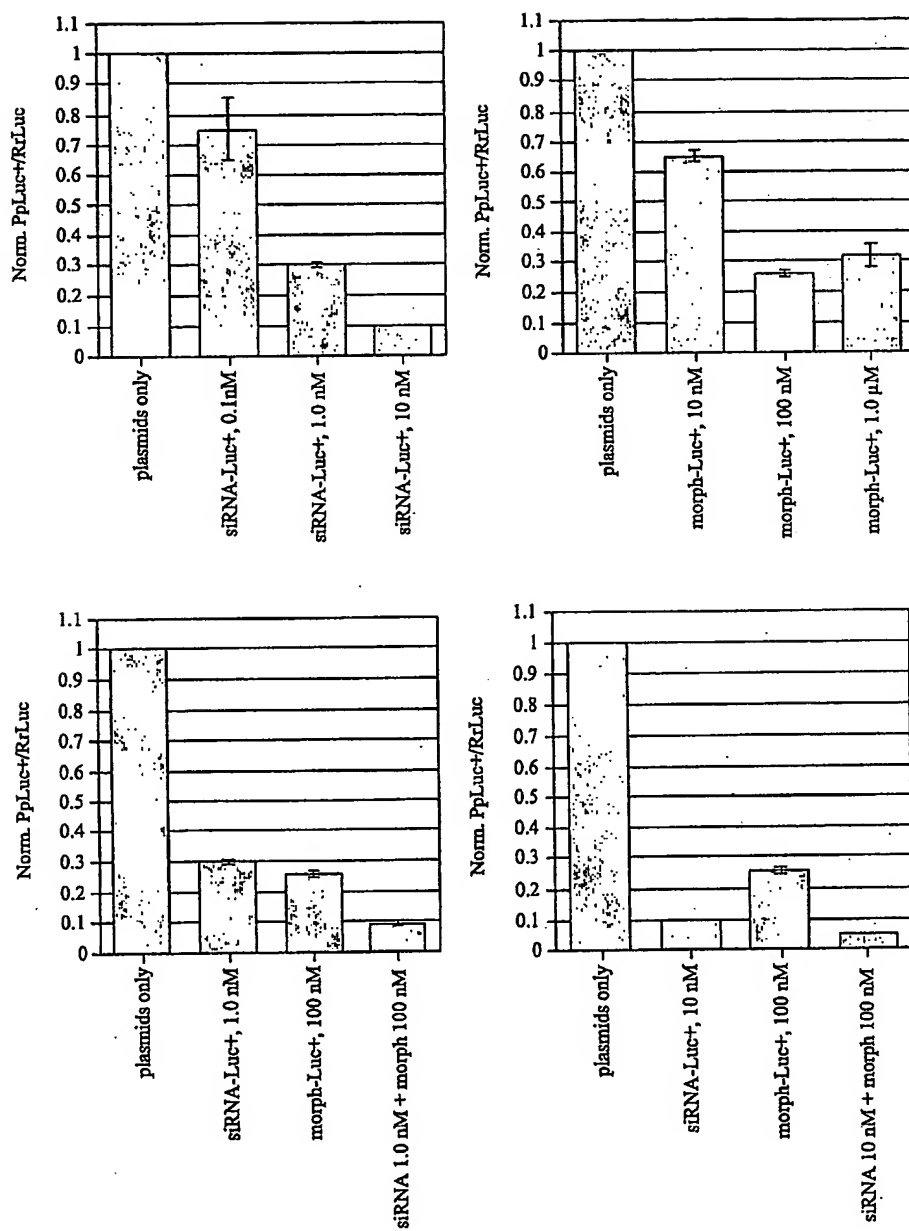 Norm. PpLuc+/RrLuc
1.1
1
0.9
0.8
0.7
0.6
0.5
0.4
0.3
0.2
0.1
0
plasmids only
siRNA-Luc+, 0.1nM
siRNA-Luc+, 1.0 nM
siRNA-Luc+, 10 nM
Norm. PpLuc+/RrLuc
1.1
1
0.9
0.8
0.7
0.6
0.5
0.4
0.3
0.2
0.1
0
plasmids only
morph-Luc+, 10 nM
morph-Luc+, 100 nM
morph-Luc+, 1.0 μM
Norm. PpLuc+/RrLuc
1.1
1
0.9
0.8
0.7
0.6
0.5
0.4
0.3
0.2
0.1
0
plasmids only
siRNA-Luc+, 1.0 nM
morph-Luc+, 100 nM
siRNA 1.0 nM + morph 100 nM
Norm. PpLuc+/RrLuc
1.1
1
0.9
0.8
0.7
0.6
0.5
0.4
0.3
0.2
0.1
0
plasmids only
siRNA-Luc+, 10 nM
morph-Luc+, 100 nM
siRNA 10 nM + morph 100 nM